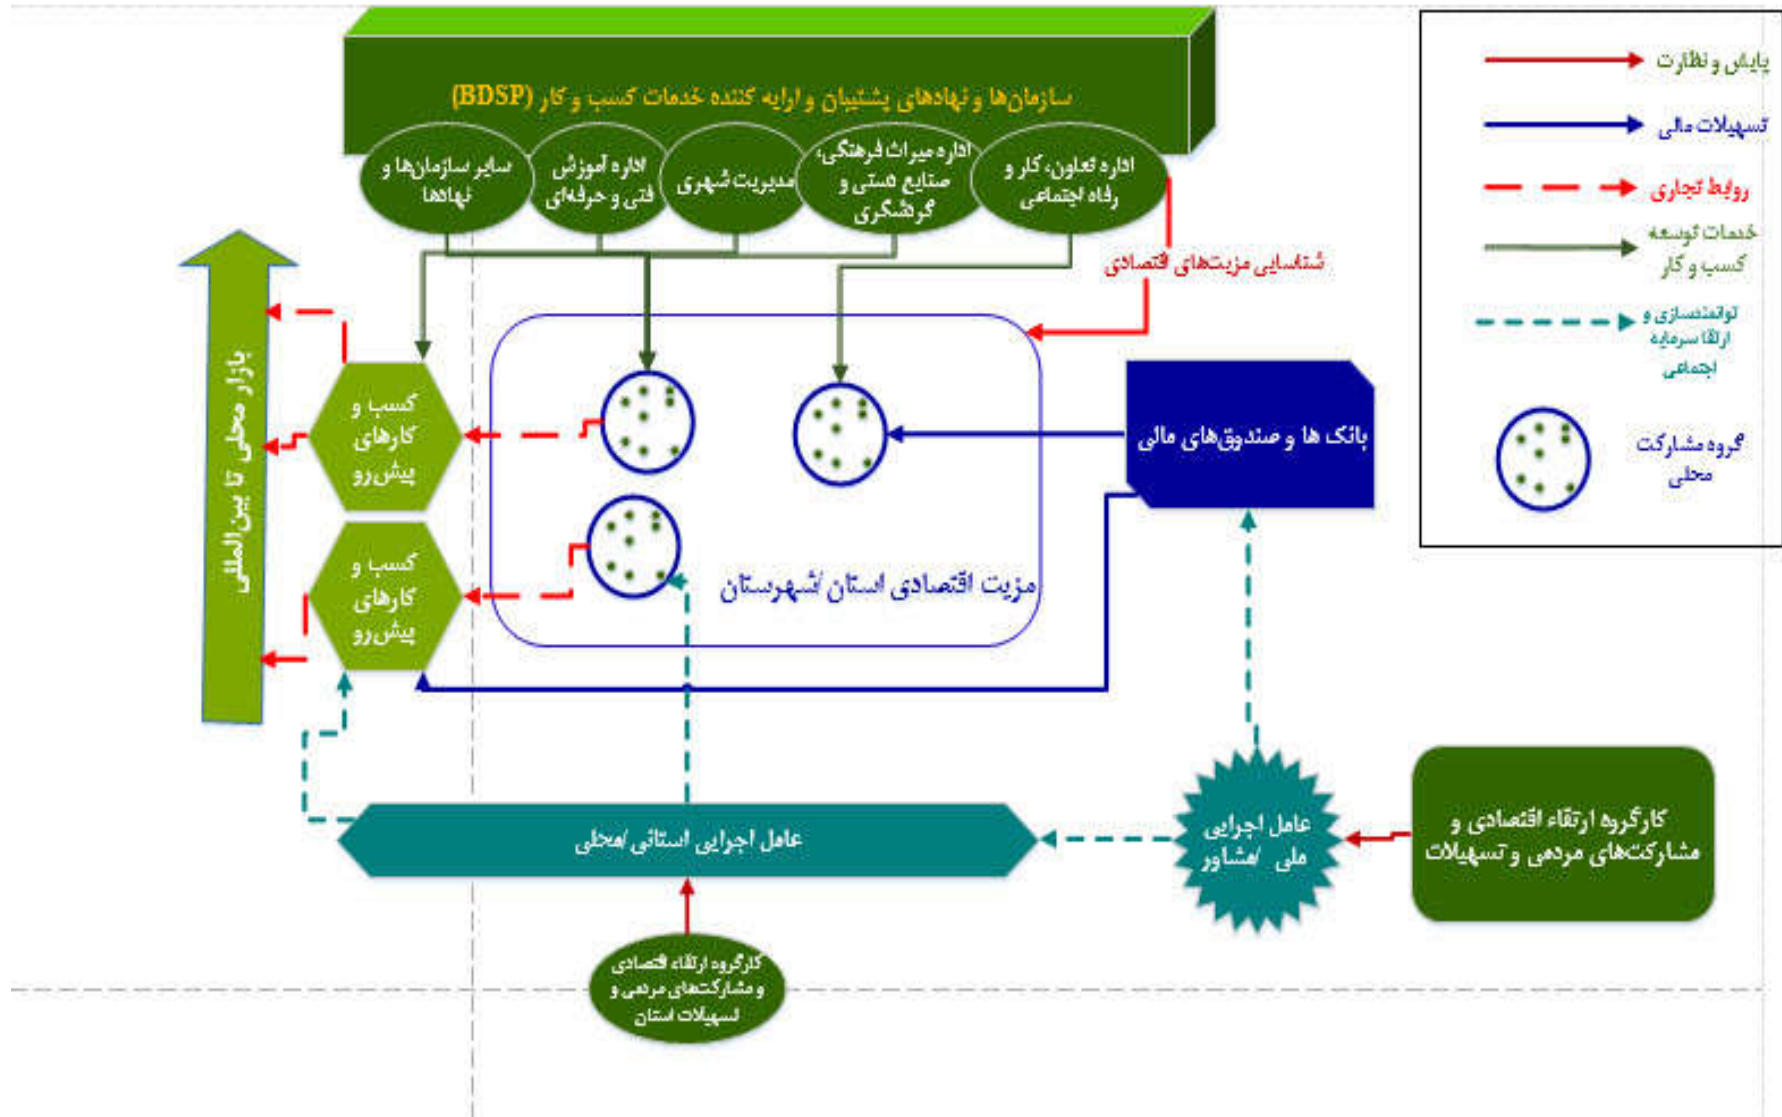 سازمان‌ها و نهادهای پشتیبان و ارایه کننده خدمات کسب و کار (BDSP)
اداره تعاون، کار و
رفاه اجتماعی
اداره میراث فرهنگی،
صنایع دستی و
گردشگری
مدیریت شهری
اداره آموزش
فنی و حرفه‌ای
سایر سازمان‌ها و
نهادها
شناسایی مزیت‌های اقتصادی
پایش و نظارت
تسهیلات مالی
روابط تجاری
خدمات توسعه
کسب و کار
توانمندسازی و
ارتقا سرمایه
اجتماعی
گروه مشارکت
محلی
بانک ها و صندوق‌های مالی
مزیت اقتصادی استان /شهرستان
کسب و
کارهای
پیش‌رو
کسب و
کارهای
پیش‌رو
بازار محلی تا بین‌المللی
کارگروه ارتقاء اقتصادی و
مشارکت‌های مردمی و تسهیلات
عامل اجرایی
ملی /مشاور
عامل اجرایی استانی /محلی
کارگروه ارتقاء اقتصادی
و مشارکت‌های مردمی و
تسهیلات استان